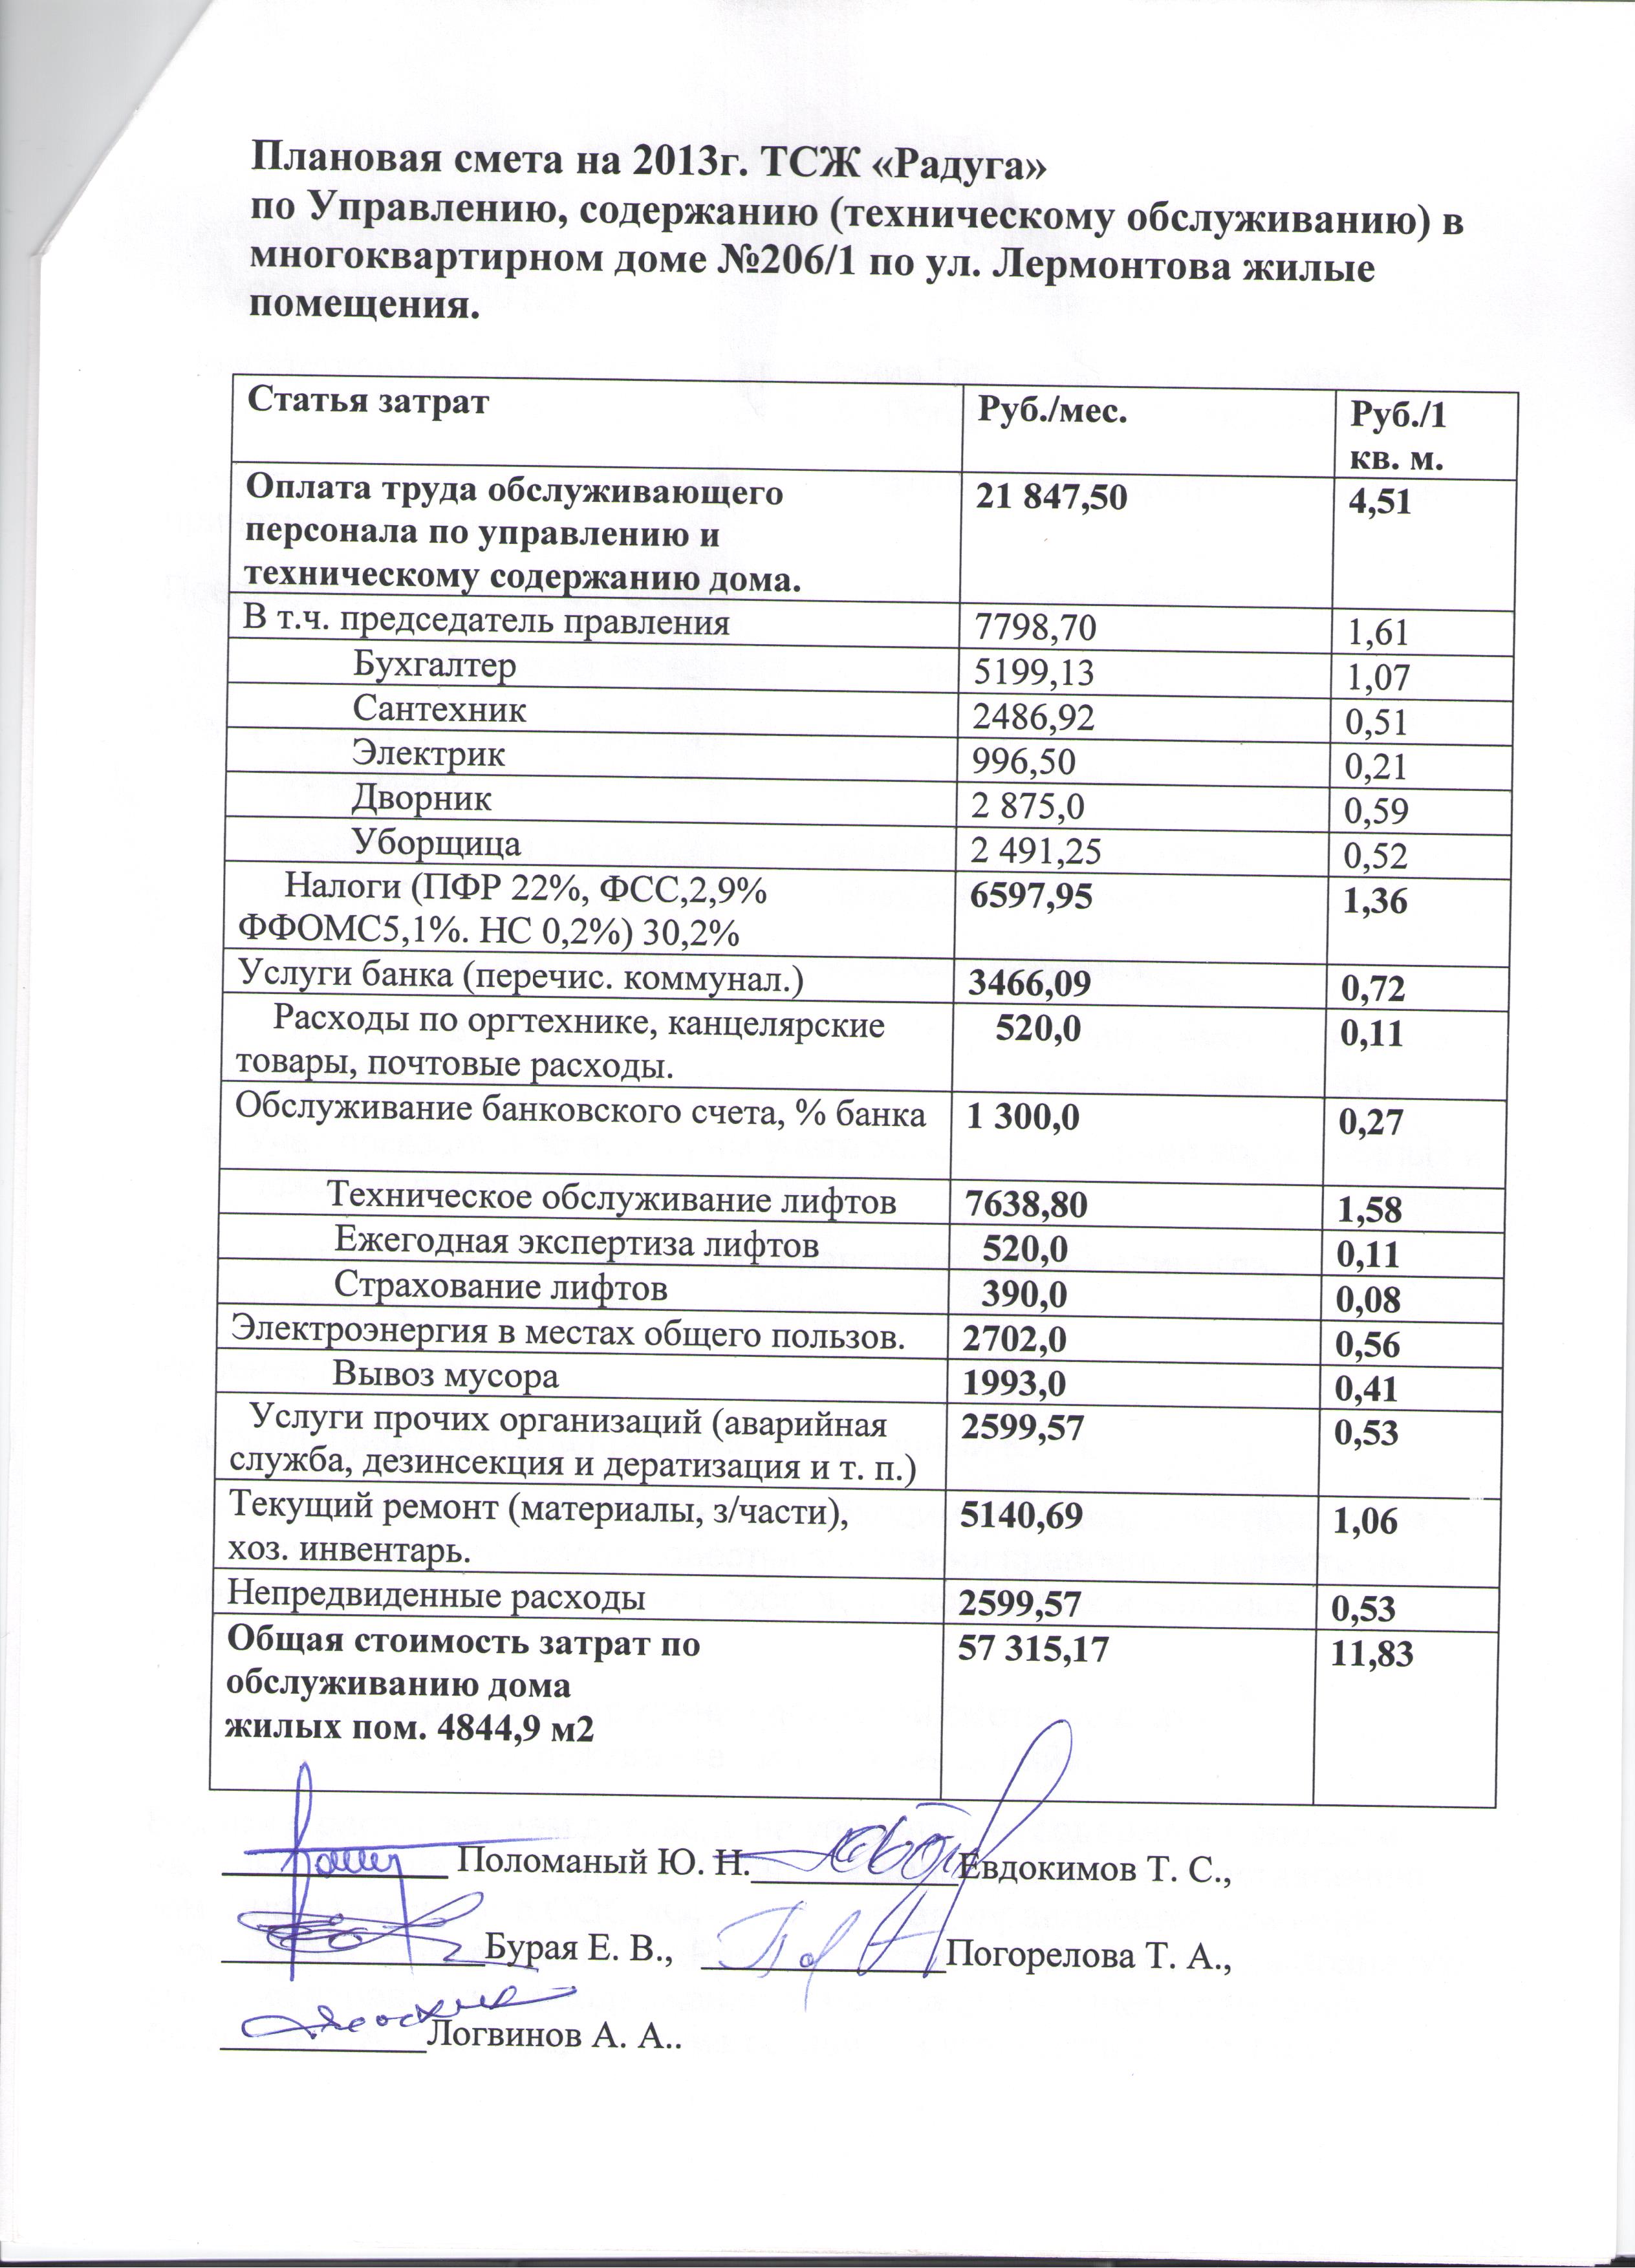 Плановая смета на 2013г. ТСЖ «Радуга»
по Управлению, содержанию (техническому обслуживанию) в
многоквартирном доме №206/1 по ул. Лермонтова жилые
помещения.
Статья затрат Руб./мес. Руб./1
кв. м.
Оплата труда обслуживающего 21 847,50 4,51
персонала по управлению и
техническому содержанию дома.
В т.ч. председатель правления 7798,70 1,61
Бухгалтер 5199,13 1,07
Сантехник 2486,92 0,51
Электрик 996,50 0,21
Дворник 2 875,0 0,59
Уборщица 2 491,25 0,52
Налоги (ПФР 22%, ФСС,2,9% 6597,95 1,36
ФФОМС5,1%. НС 0,2%) 30,2%
Услуги банка (перечис. коммунал.) 3466,09 0,72
Расходы по оргтехнике, канцелярские 520,0 0,11
товары, почтовые расходы.
Обслуживание банковского счета, % банка 1 300,0 0,27
Техническое обслуживание лифтов 7638,80 1,58
Ежегодная экспертиза лифтов 520,0 0,11
Страхование лифтов 390,0 0,08
Электроэнергия в местах общего пользов. 2702,0 0,56
Вывоз мусора 1993,0 0,41
Услуги прочих организаций (аварийная 2599,57 0,53
служба, дезинсекция и дератизация и т. п.)
Текущий ремонт (материалы, з/части), 5140,69 1,06
хоз. инвентарь.
Непредвиденные расходы 2599,57 0,53
Общая стоимость затрат по 57 315,17 11,83
обслуживанию дома
жилых пом. 4844,9 м2
Поломаный Ю. Н. Евдокимов Т. С.,
Бурая Е. В., Погорелова Т. А.,
Логвинов А. А..